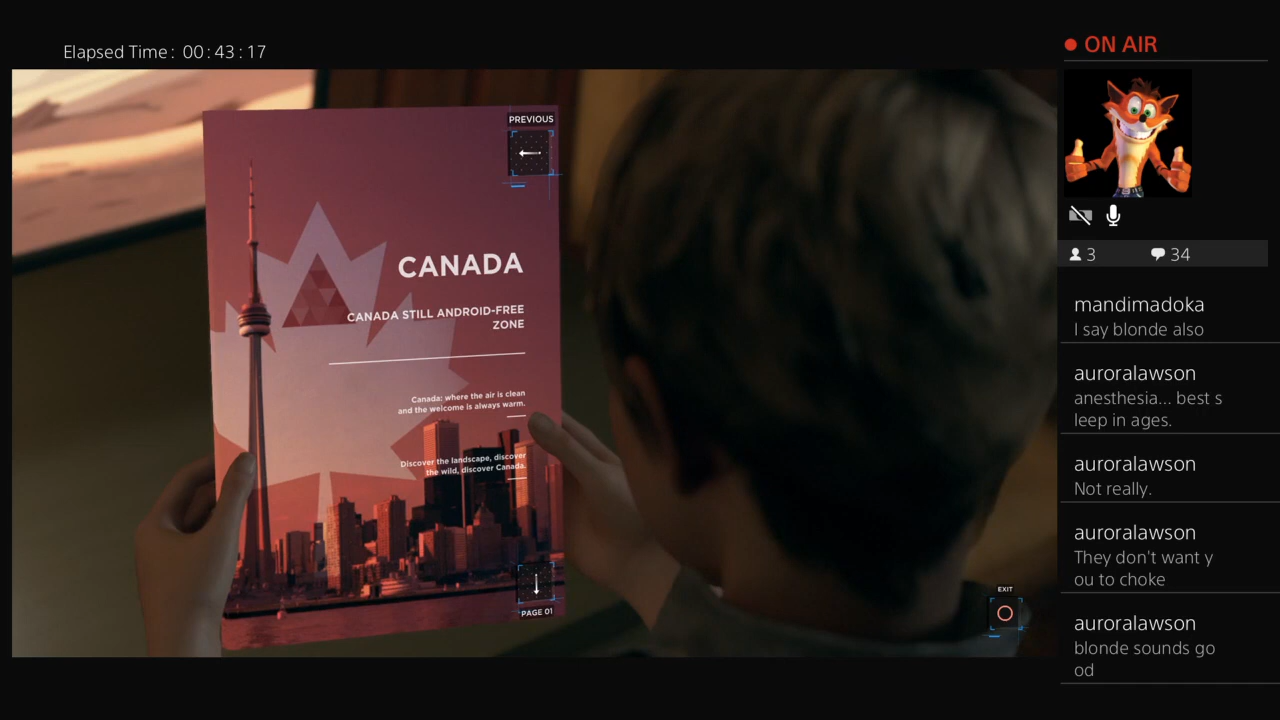 Elapsed Time: 00:43:17
ON AIR
PREVIOUS
CANADA
CANADA STILL ANDROID-FREE
ZONE
Canada: where the air is clean
and the welcome is always warm.
Discover the landscape, discover
the wild, discover Canada.
PAGE 01
EXIT
3
34
mandimadoka
I say blonde also
auroralawson
anesthesia... best s
leep in ages.
auroralawson
Not really.
auroralawson
They don't want y
ou to choke
auroralawson
blonde sounds go
od